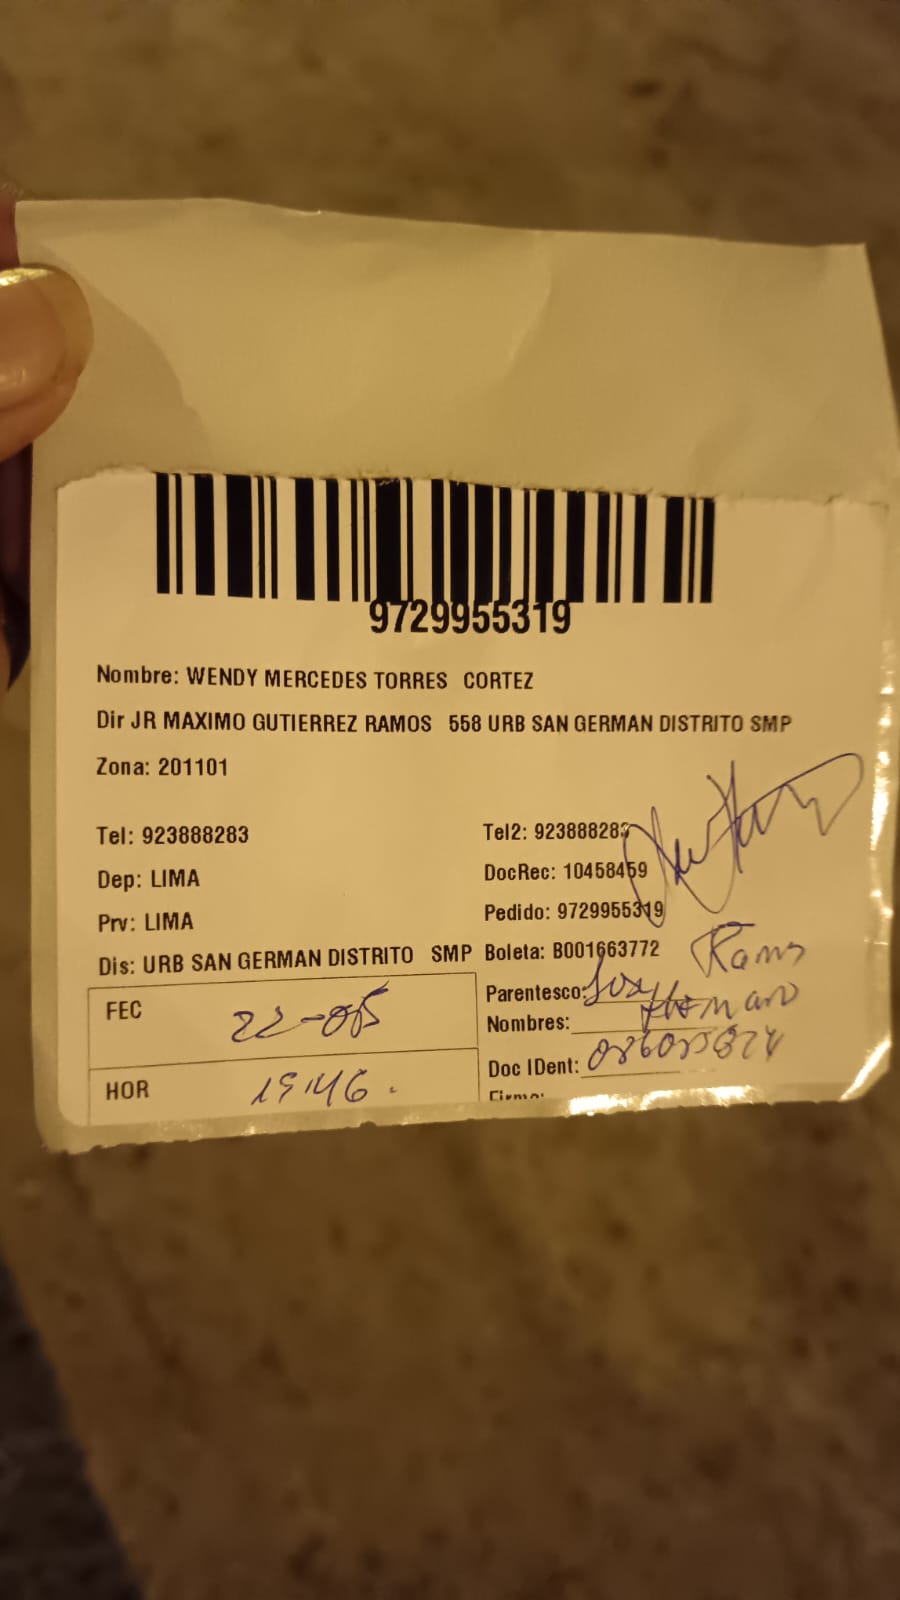 9729955319
Nombre: WENDY MERCEDES TORRES CORTEZ
Dir JR MAXIMO GUTIERREZ RAMOS 558 URB SAN GERMAN DISTRITO SMP
Zona: 201101
Tel: 923888283 Tel2: 923888283
Dep: LIMA DocRec: 10458459
Prv: LIMA Pedido: 9729955319
Dis: URB SAN GERMAN DISTRITO SMP Boleta: B001663772
FEC 22-05 Parentesco:
Nombres: Hermano
HOR 19:46 Doc IDent:
Firma: